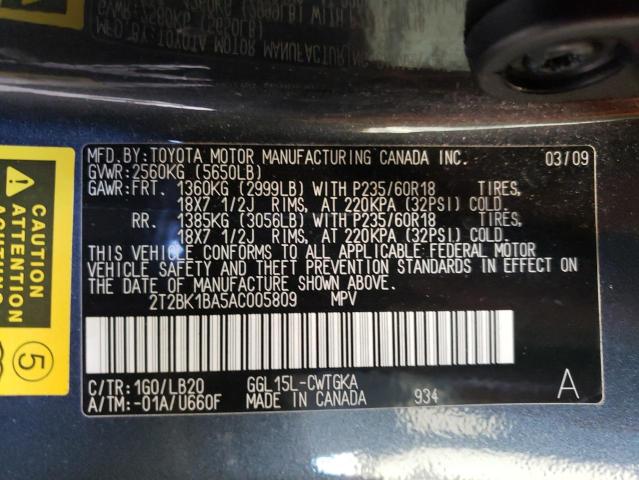 MFD.BY:TOYOTA MOTOR MANUFACTURING CANADA INC. 03/09
GVWR:2560KG (5650LB)
GAWR:FRT. 1360KG (2999LB) WITH P235/60R18 TIRES,
18X7 1/2J RIMS, AT 220KPA (32PSI) COLD.
RR. 1385KG (3056LB) WITH P235/60R18 TIRES,
18X7 1/2J RIMS, AT 220KPA (32PSI) COLD.
THIS VEHICLE CONFORMS TO ALL APPLICABLE FEDERAL MOTOR
VEHICLE SAFETY AND THEFT PREVENTION STANDARDS IN EFFECT ON
THE DATE OF MANUFACTURE SHOWN ABOVE.
2T2BK1BA5AC005809 MPV
C/TR:1G0/LB20 GGL15L-CWTGKA A
A/TM:-01A/U660F MADE IN CANADA 934
ACHTUNG
5